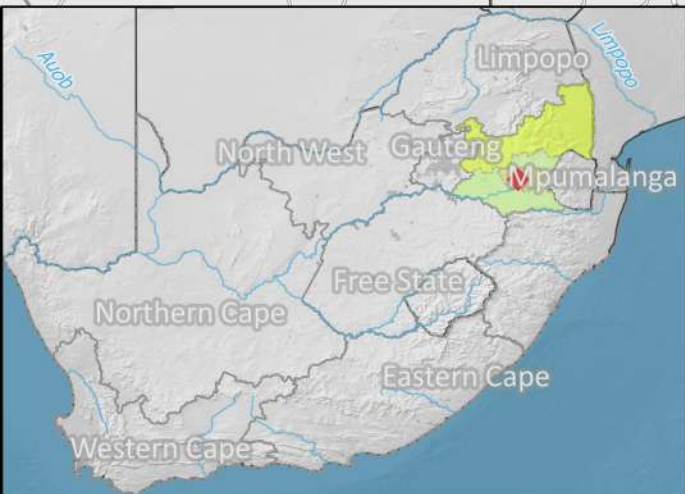 Auob
Limpopo
Limpopo
North West
Gauteng
Mpumalanga
Free State
Northern Cape
Eastern Cape
Western Cape